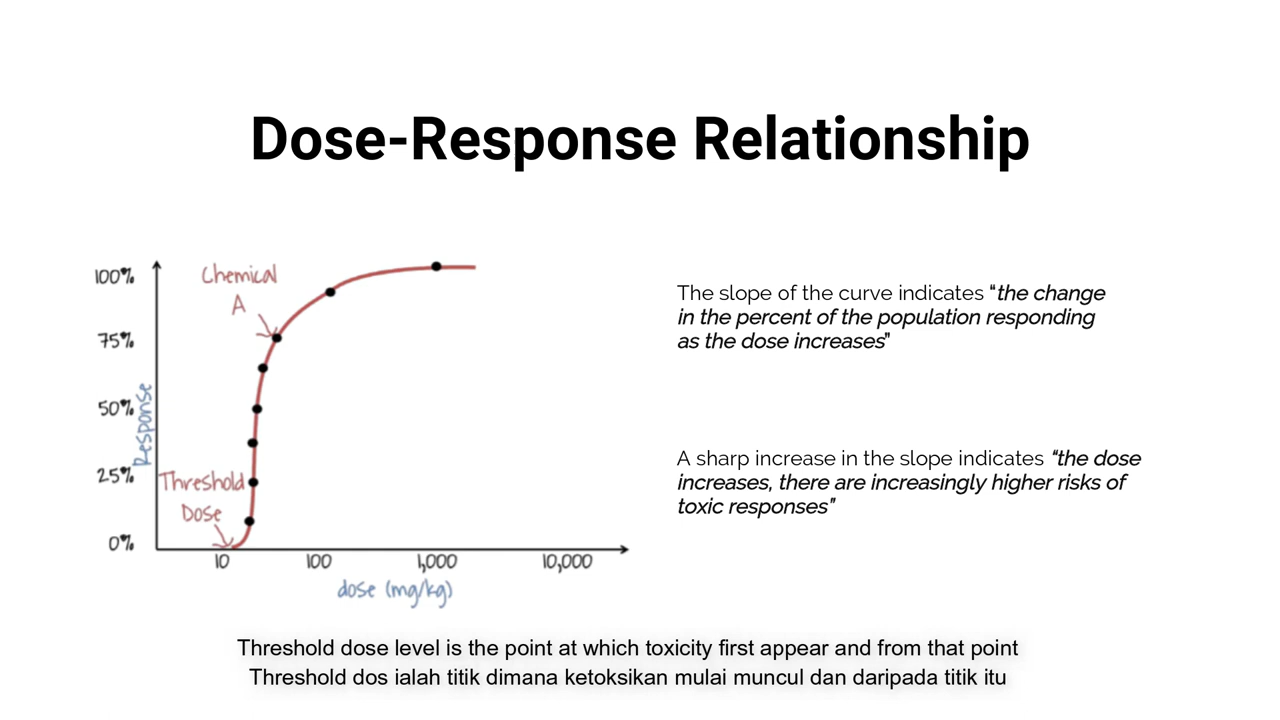 Dose-Response Relationship
100%
75%
50%
25%
0%
Response
Chemical
A
Threshold
Dose
10 100 1,000 10,000
dose (mg/kg)
The slope of the curve indicates "the change
in the percent of the population responding
as the dose increases"
A sharp increase in the slope indicates "the dose
increases, there are increasingly higher risks of
toxic responses"
Threshold dose level is the point at which toxicity first appear and from that point
Threshold dos ialah titik dimana ketoksikan mulai muncul dan daripada titik itu